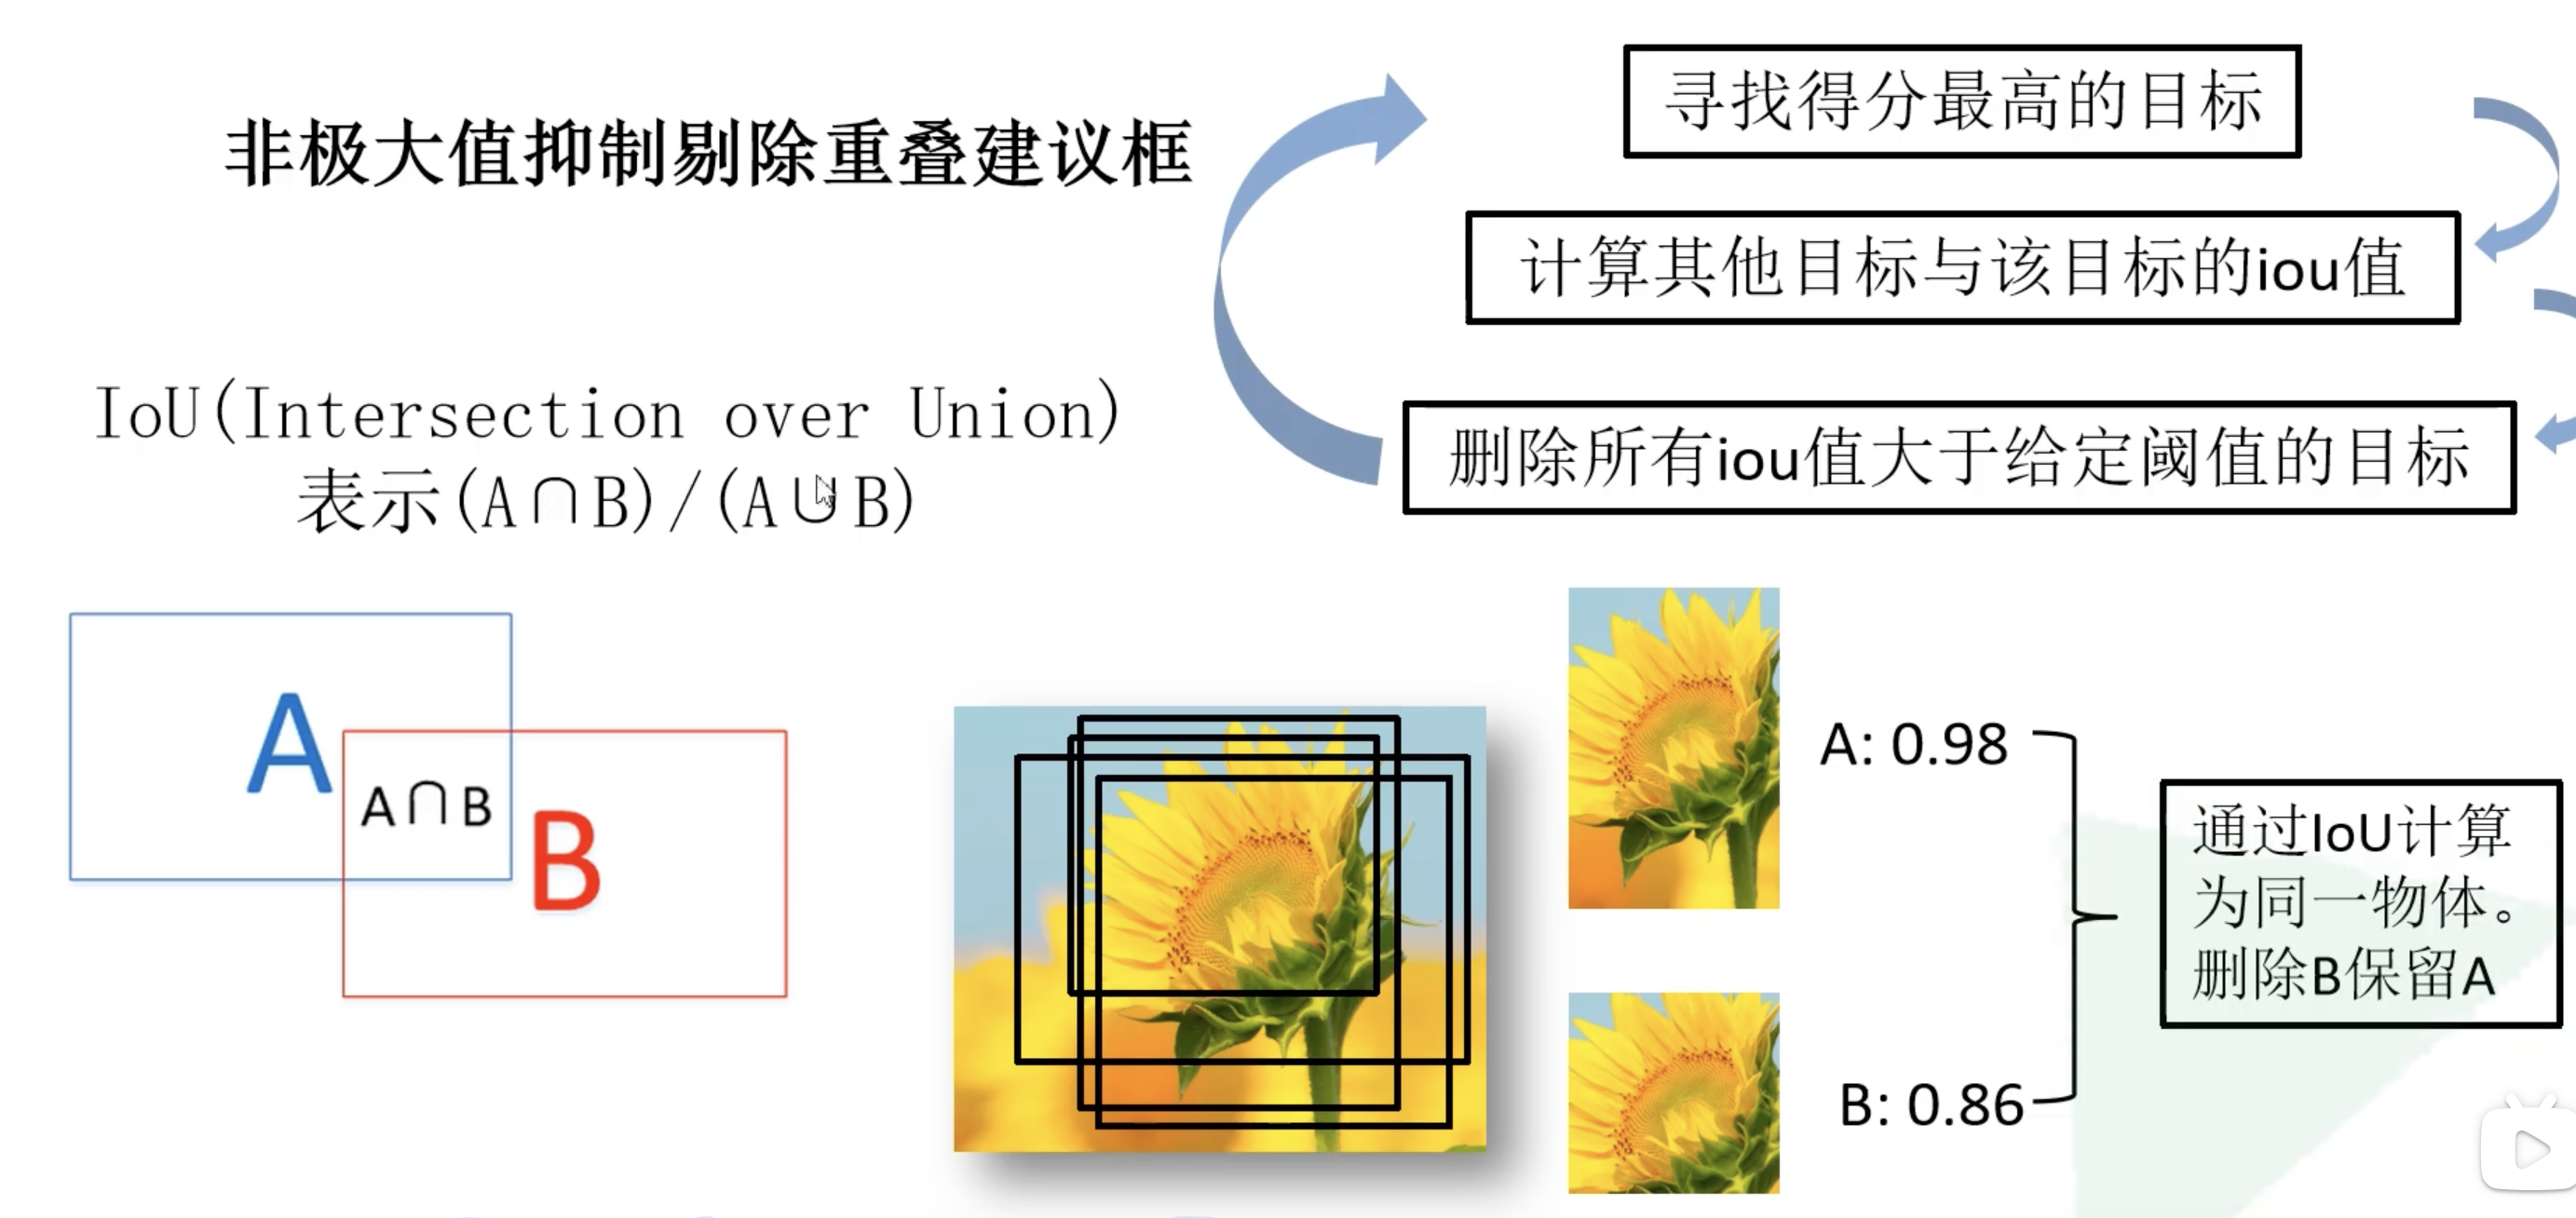 非极大值抑制剔除重叠建议框
寻找得分最高的目标
计算其他目标与该目标的iou值
删除所有iou值大于给定阈值的目标
IoU(Intersection over Union)
表示(A∩B)/(A∪B)
A
A∩B
B
A: 0.98
B: 0.86
通过IoU计算
为同一物体。
删除B保留A